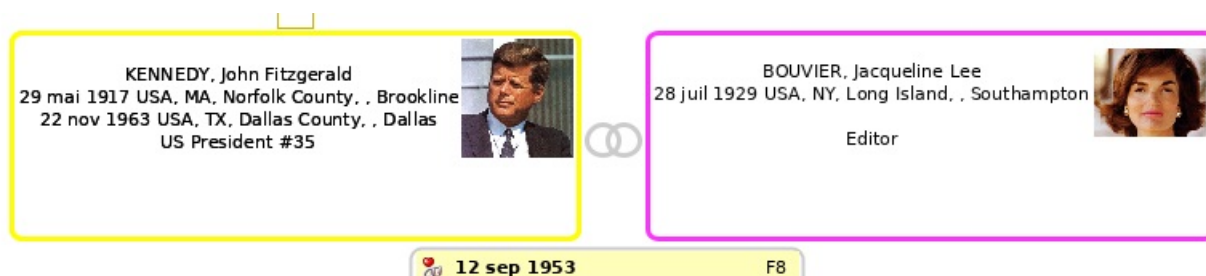 KENNEDY, John Fitzgerald
29 mai 1917 USA, MA, Norfolk County, , Brookline
22 nov 1963 USA, TX, Dallas County, , Dallas
US President #35
BOUVIER, Jacqueline Lee
28 juil 1929 USA, NY, Long Island, , Southampton
Editor
12 sep 1953 F8